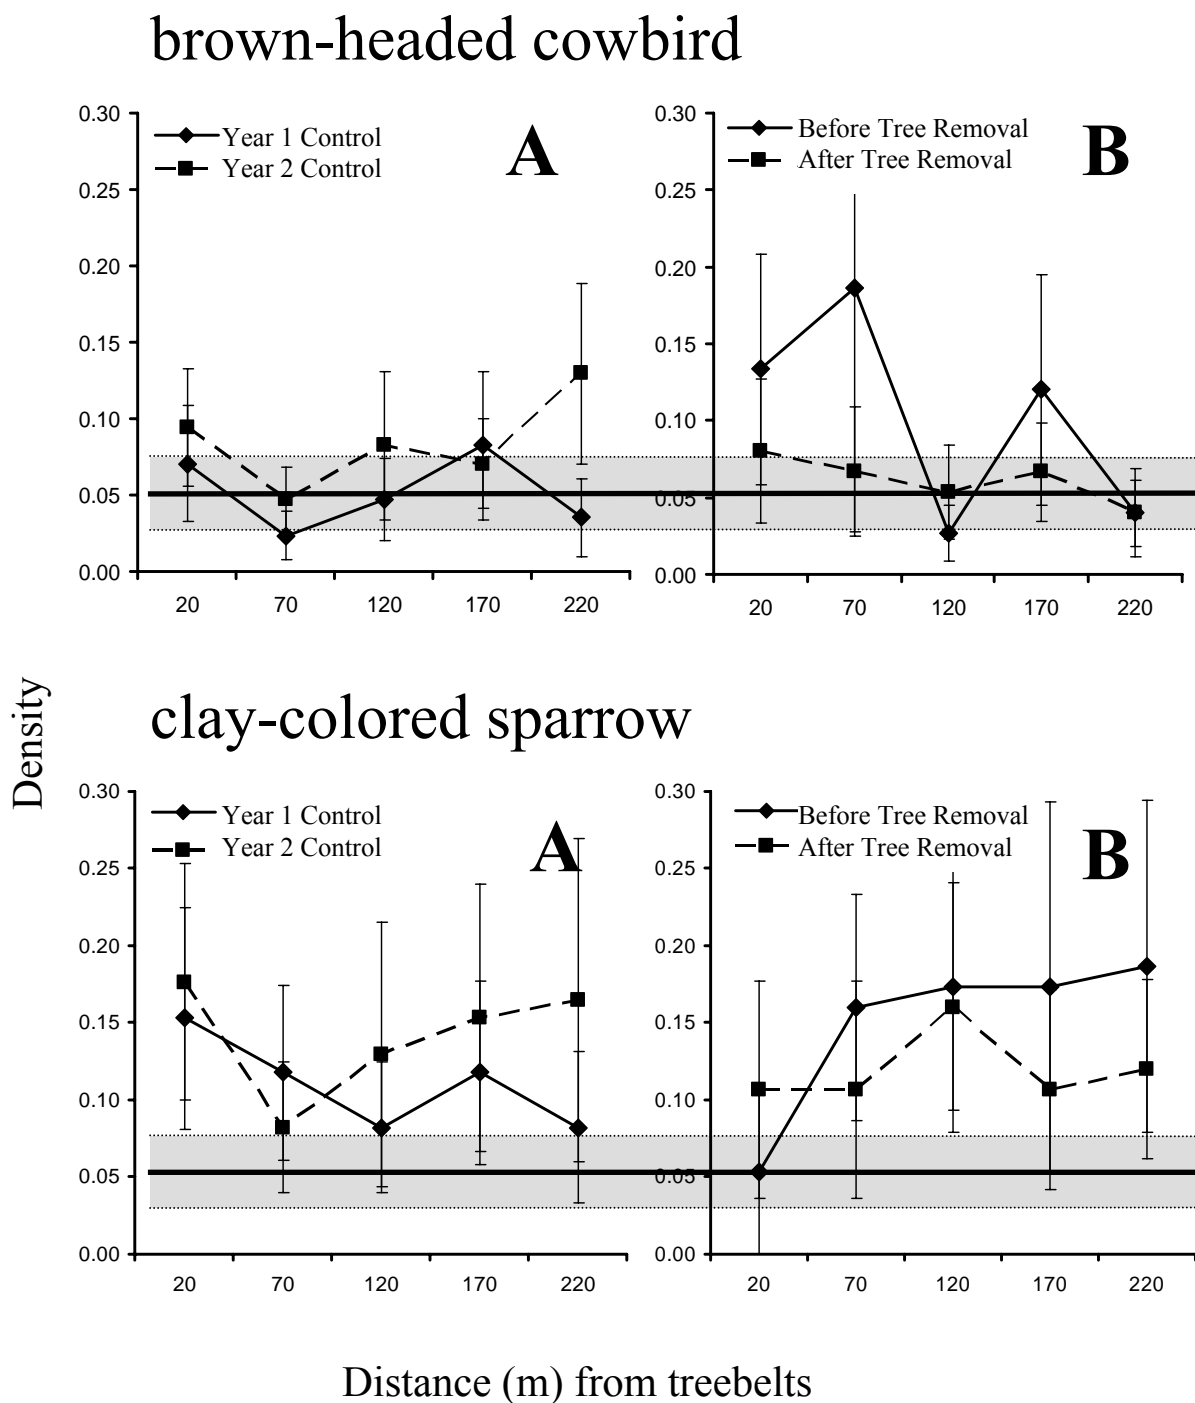 brown-headed cowbird
0.30
0.25
0.20
0.15
0.10
0.05
0.00
Year 1 Control
Year 2 Control
A
20 70 120 170 220
0.30
0.25
0.20
0.15
0.10
0.05
0.00
Before Tree Removal
After Tree Removal
B
20 70 120 170 220
Density
clay-colored sparrow
0.30
0.25
0.20
0.15
0.10
0.05
0.00
Year 1 Control
Year 2 Control
A
20 70 120 170 220
0.30
0.25
0.20
0.15
0.10
0.05
0.00
Before Tree Removal
After Tree Removal
B
20 70 120 170 220
Distance (m) from treebelts